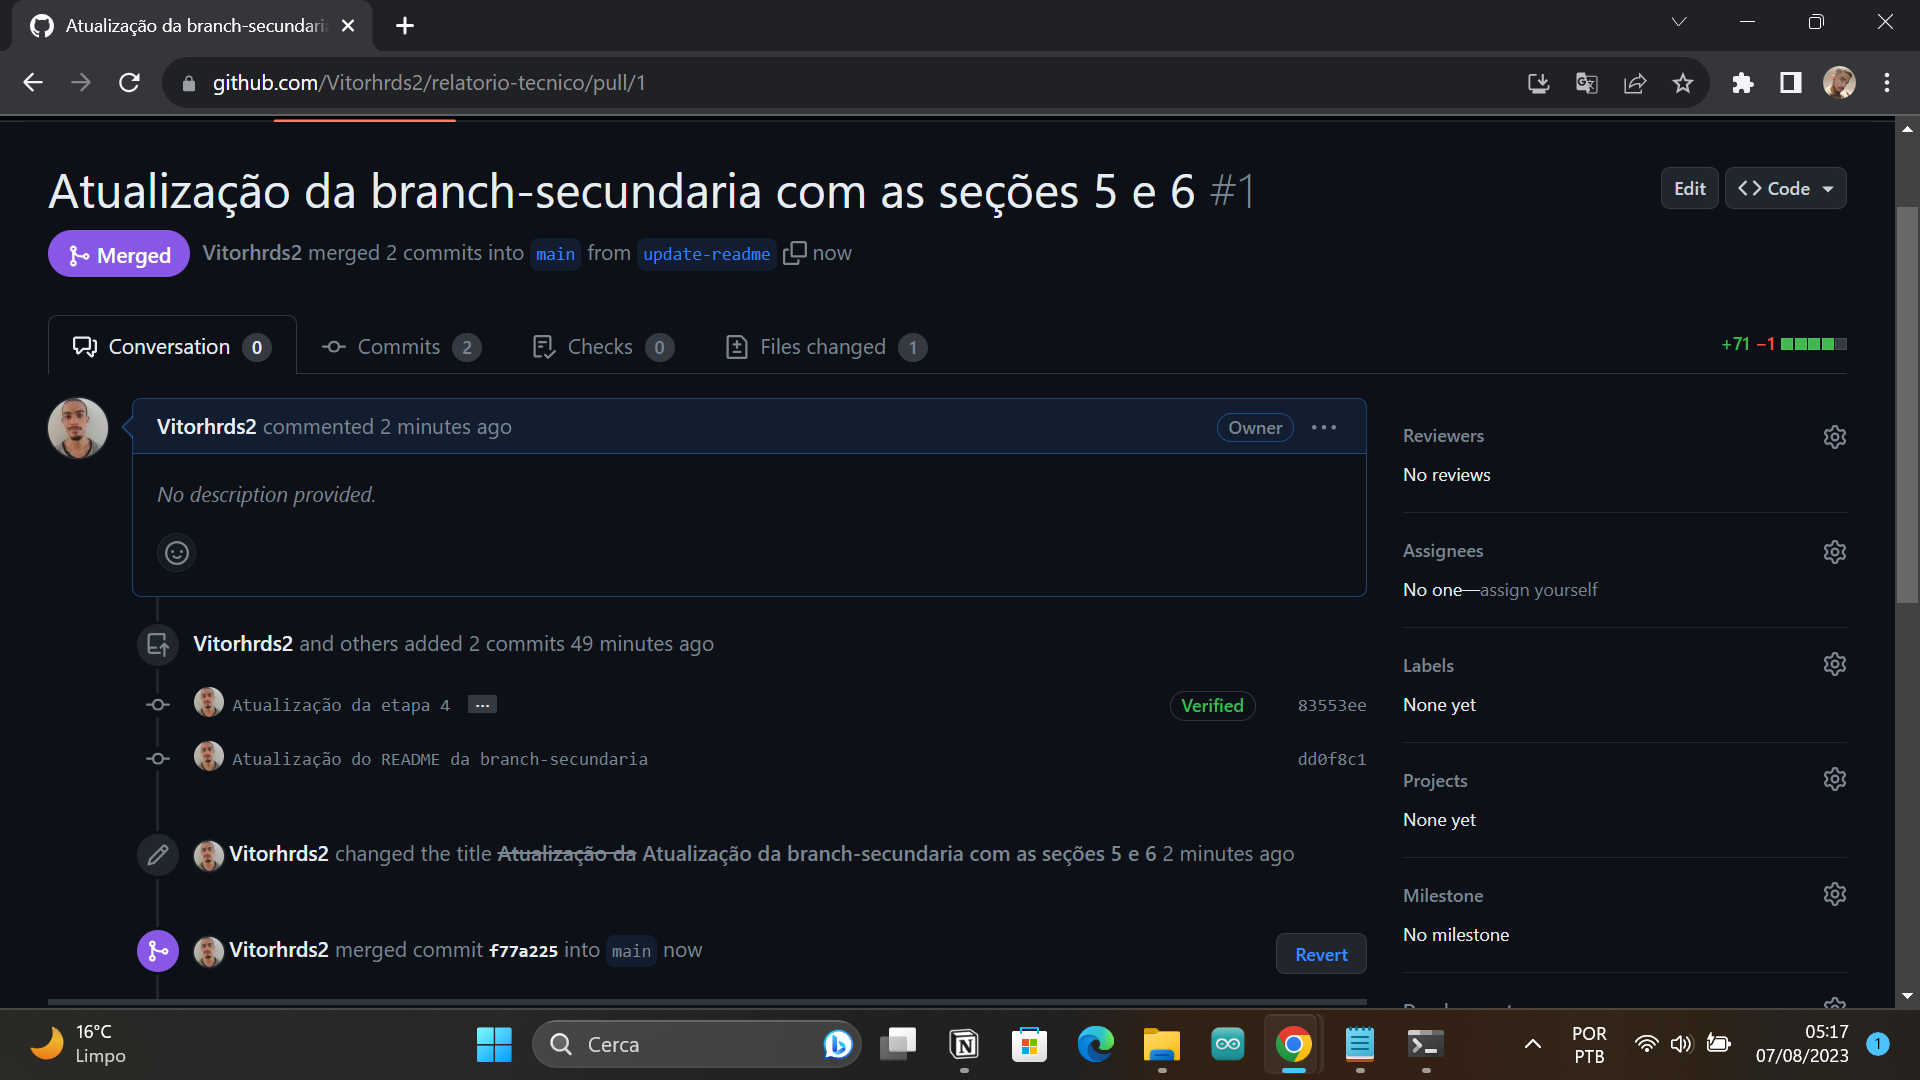 Atualização da branch-secundaria
github.com/Vitorhrds2/relatorio-tecnico/pull/1
Atualização da branch-secundaria com as seções 5 e 6 #1
Edit
Code
Merged
Vitorhrds2 merged 2 commits into main from update-readme now
Conversation 0
Commits 2
Checks 0
Files changed 1
+71 −1
Vitorhrds2 commented 2 minutes ago
Owner
No description provided.
Reviewers
No reviews
Assignees
No one—assign yourself
Vitorhrds2 and others added 2 commits 49 minutes ago
Labels
None yet
Atualização da etapa 4 ...
Verified
83553ee
Atualização do README da branch-secundaria
dd0f8c1
Projects
None yet
Vitorhrds2 changed the title Atualização da Atualização da branch-secundaria com as seções 5 e 6 2 minutes ago
Milestone
No milestone
Vitorhrds2 merged commit f77a225 into main now
Revert
16°C
Limpo
Cerca
POR
PTB
05:17
07/08/2023
1